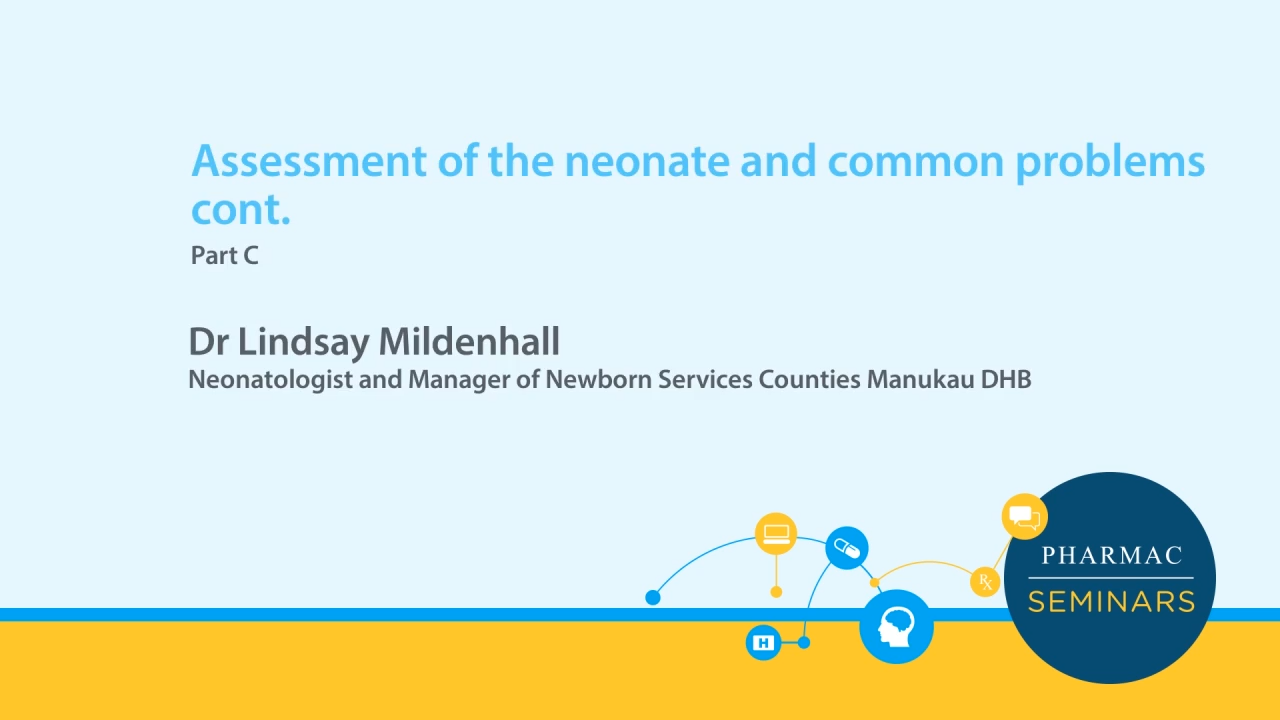 Assessment of the neonate and common problems
cont.
Part C
Dr Lindsay Mildenhall
Neonatologist and Manager of Newborn Services Counties Manukau DHB
PHARMAC
SEMINARS
Rx
H